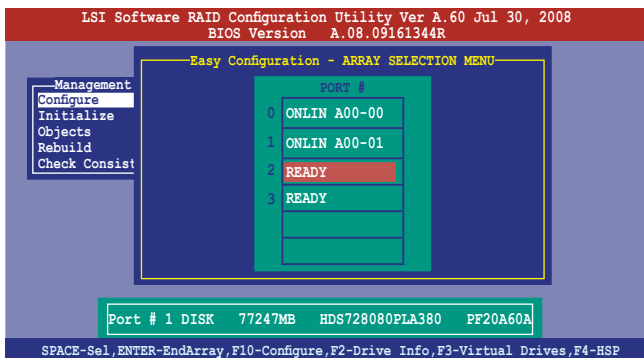 LSI Software RAID Configuration Utility Ver A.60 Jul 30, 2008
BIOS Version A.08.09161344R
Easy Configuration - ARRAY SELECTION MENU
Management
Configure
Initialize
Objects
Rebuild
Check Consist
PORT #
0 ONLIN A00-00
1 ONLIN A00-01
2 READY
3 READY
Port # 1 DISK 77247MB HDS728080PLA380 PF20A60A
SPACE-Sel,ENTER-EndArray,F10-Configure,F2-Drive Info,F3-Virtual Drives,F4-HSP